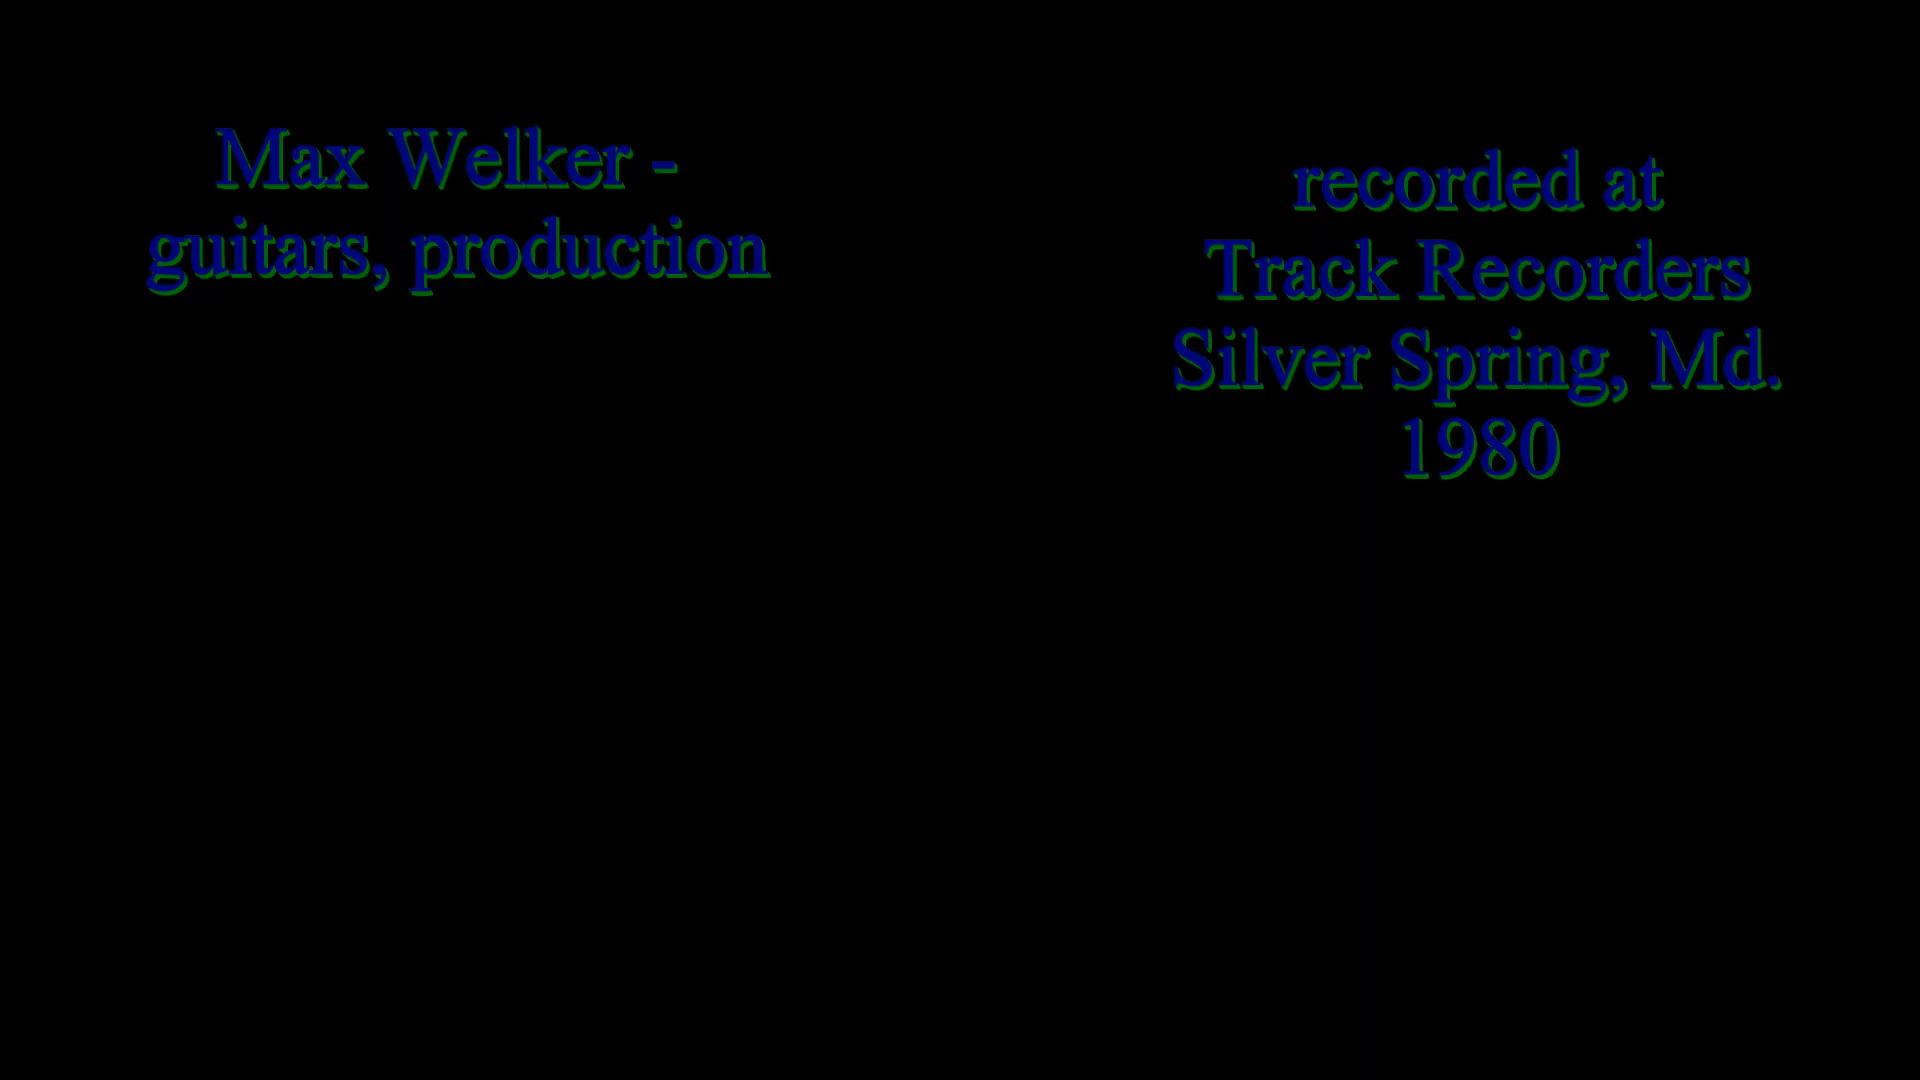 Max Welker -
guitars, production
recorded at
Track Recorders
Silver Spring, Md.
1980